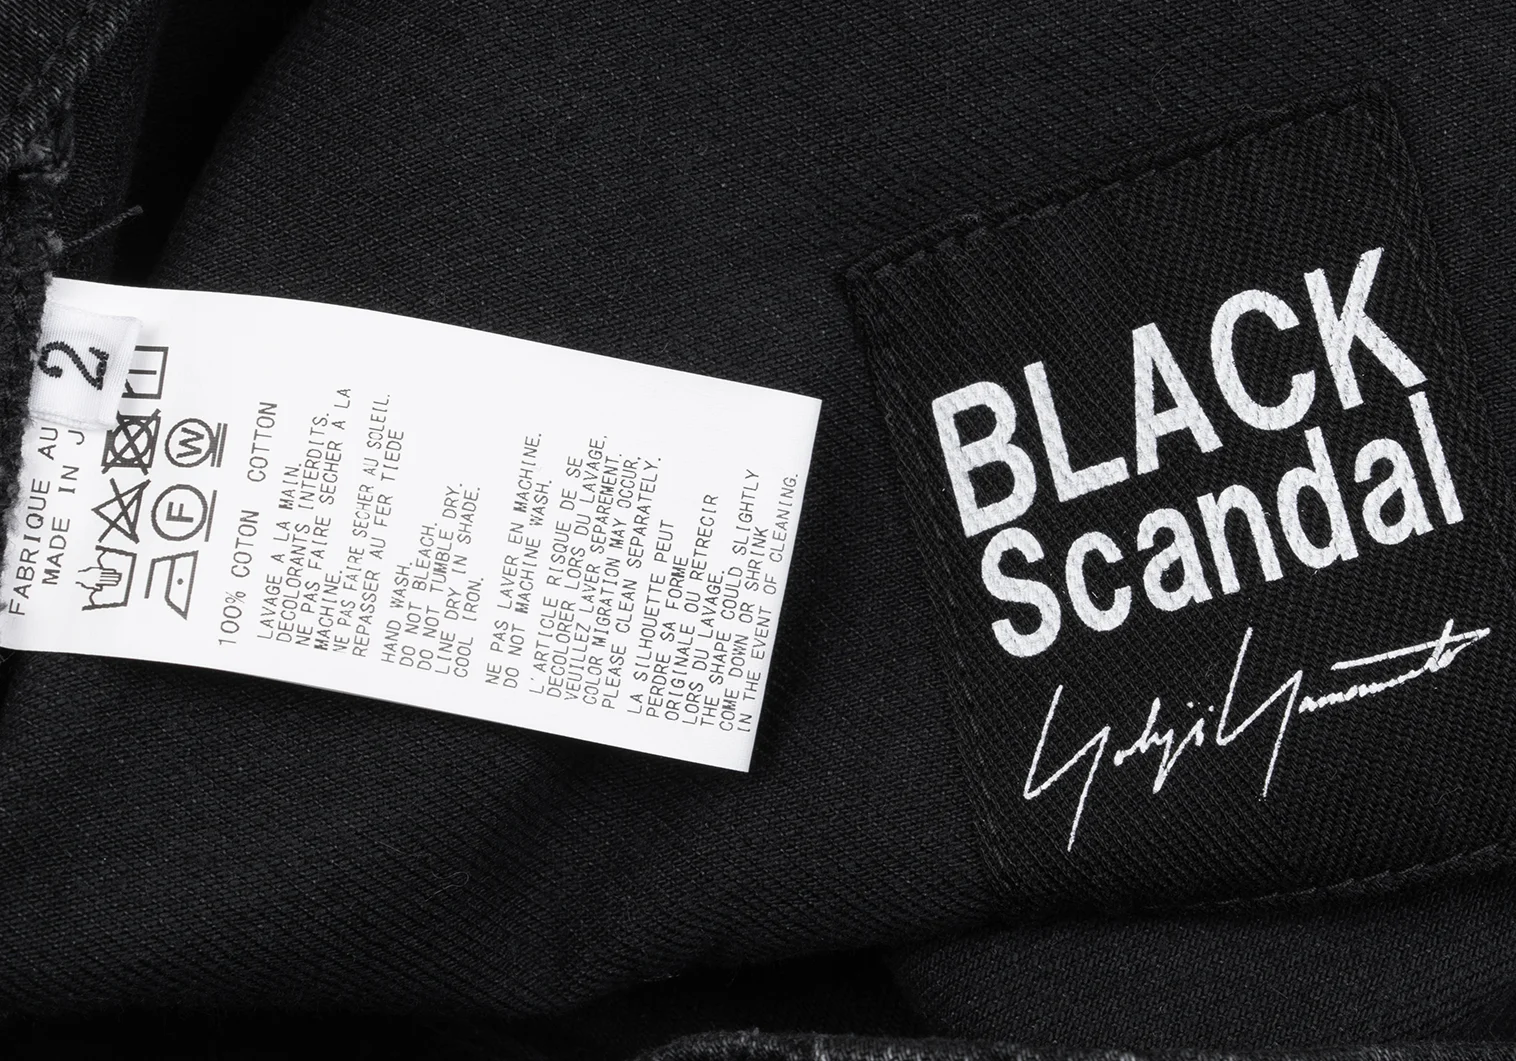 2
FABRIQUE AU
MADE IN J
W
F
100% COTON COTTON
LAVAGE A LA MAIN.
DECOLORANTS INTERDITS.
NE PAS FAIRE SECHER À LA
MACHINE.
NE PAS FAIRE SECHER AU SOLEIL.
REPASSER AU FER TIEDE
HAND WASH.
DO NOT BLEACH.
DO NOT TUMBLE DRY.
LINE DRY IN SHADE.
COOL IRON.
NE PAS LAVER EN MACHINE.
DO NOT MACHINE WASH.
L'ARTICLE RISQUE DE SE
DECOLORER LORS DU LAVAGE.
VEUILLEZ LAVER SEPAREMENT.
COLOR MIGRATION MAY OCCUR,
PLEASE CLEAN SEPARATELY.
LA SILHOUETTE PEUT
PERDRE SA FORME
ORIGINALE OU RETRECIR
LORS DU LAVAGE.
THE SHAPE COULD SLIGHTLY
COME DOWN OR SHRINK
IN THE EVENT OF CLEANING.
BLACK
Scandal
Yohji Yamamoto